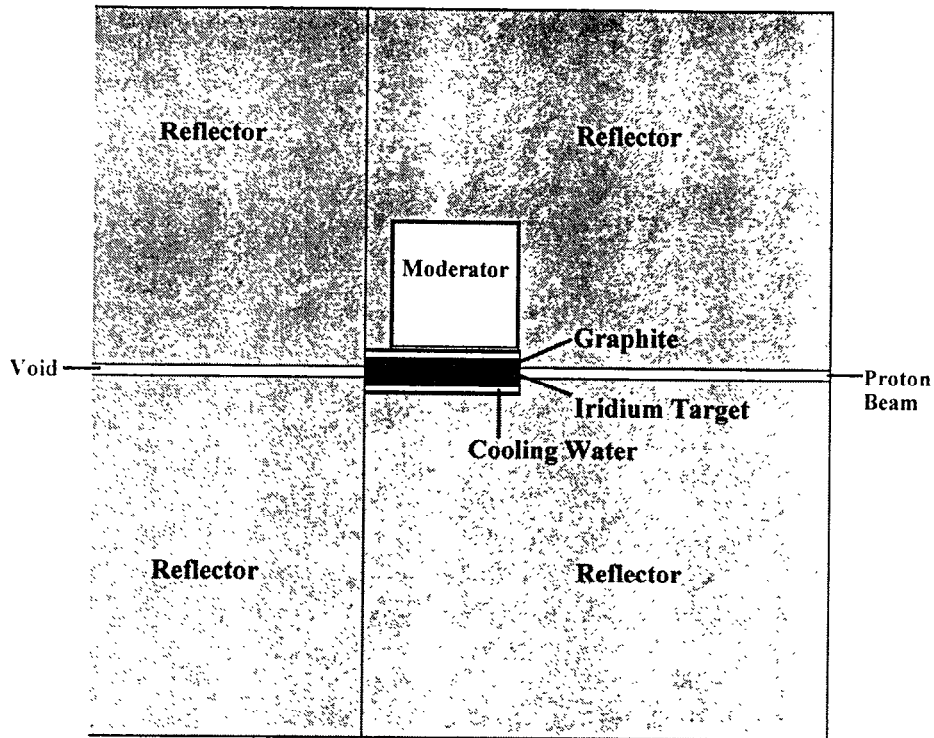 Reflector
Reflector
Moderator
Graphite
Void
Proton
Beam
Iridium Target
Cooling Water
Reflector
Reflector